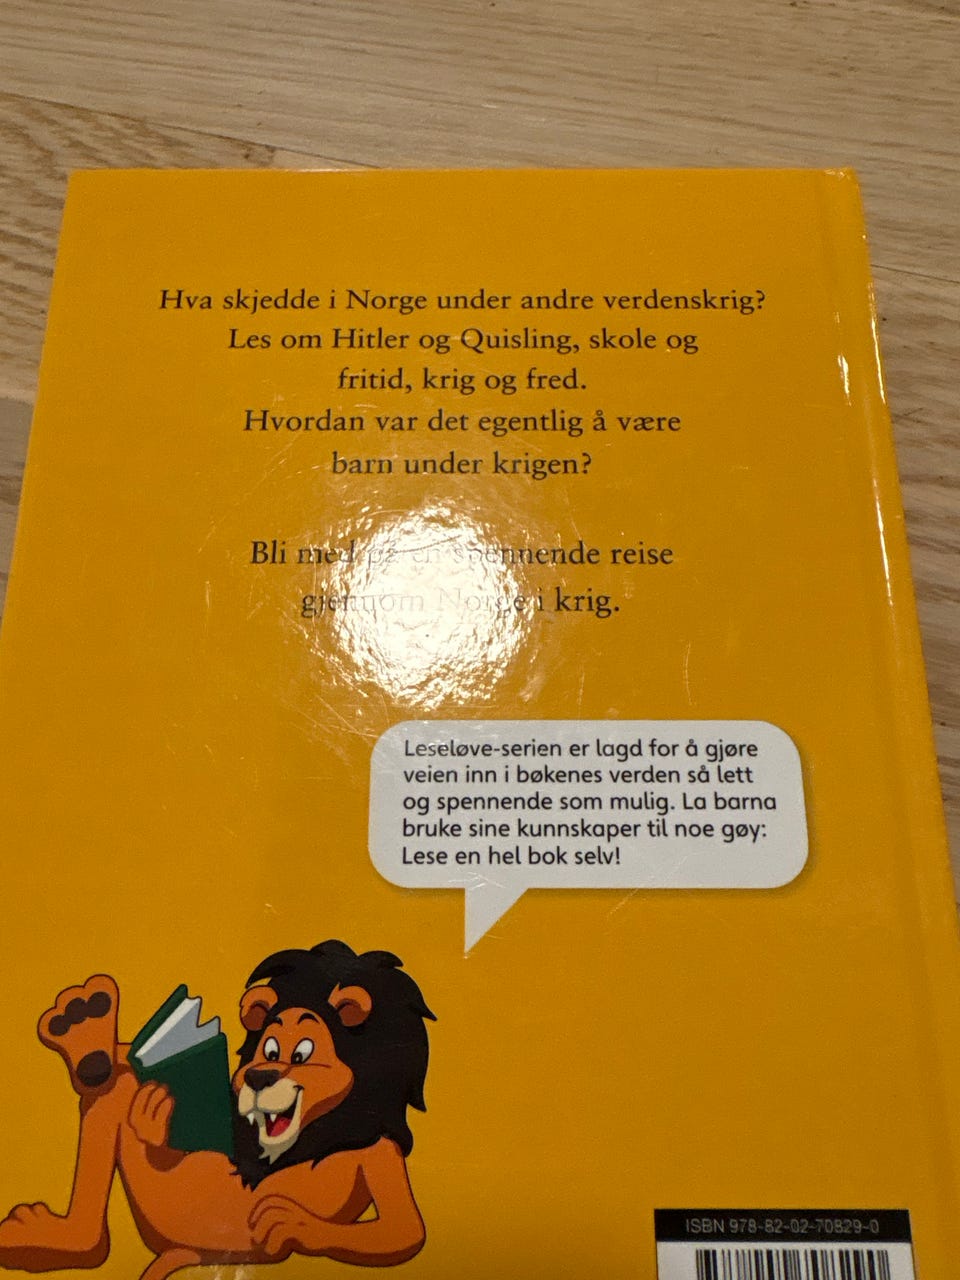 Hva skjedde i Norge under andre verdenskrig?
Les om Hitler og Quisling, skole og
fritid, krig og fred.
Hvordan var det egentlig å være
barn under krigen?
Bli med på en spennende reise
gjennom Norge i krig.
Leseløve-serien er lagd for å gjøre
veien inn i bøkenes verden så lett
og spennende som mulig. La barna
bruke sine kunnskaper til noe gøy:
Lese en hel bok selv!
ISBN 978-82-02-70829-0